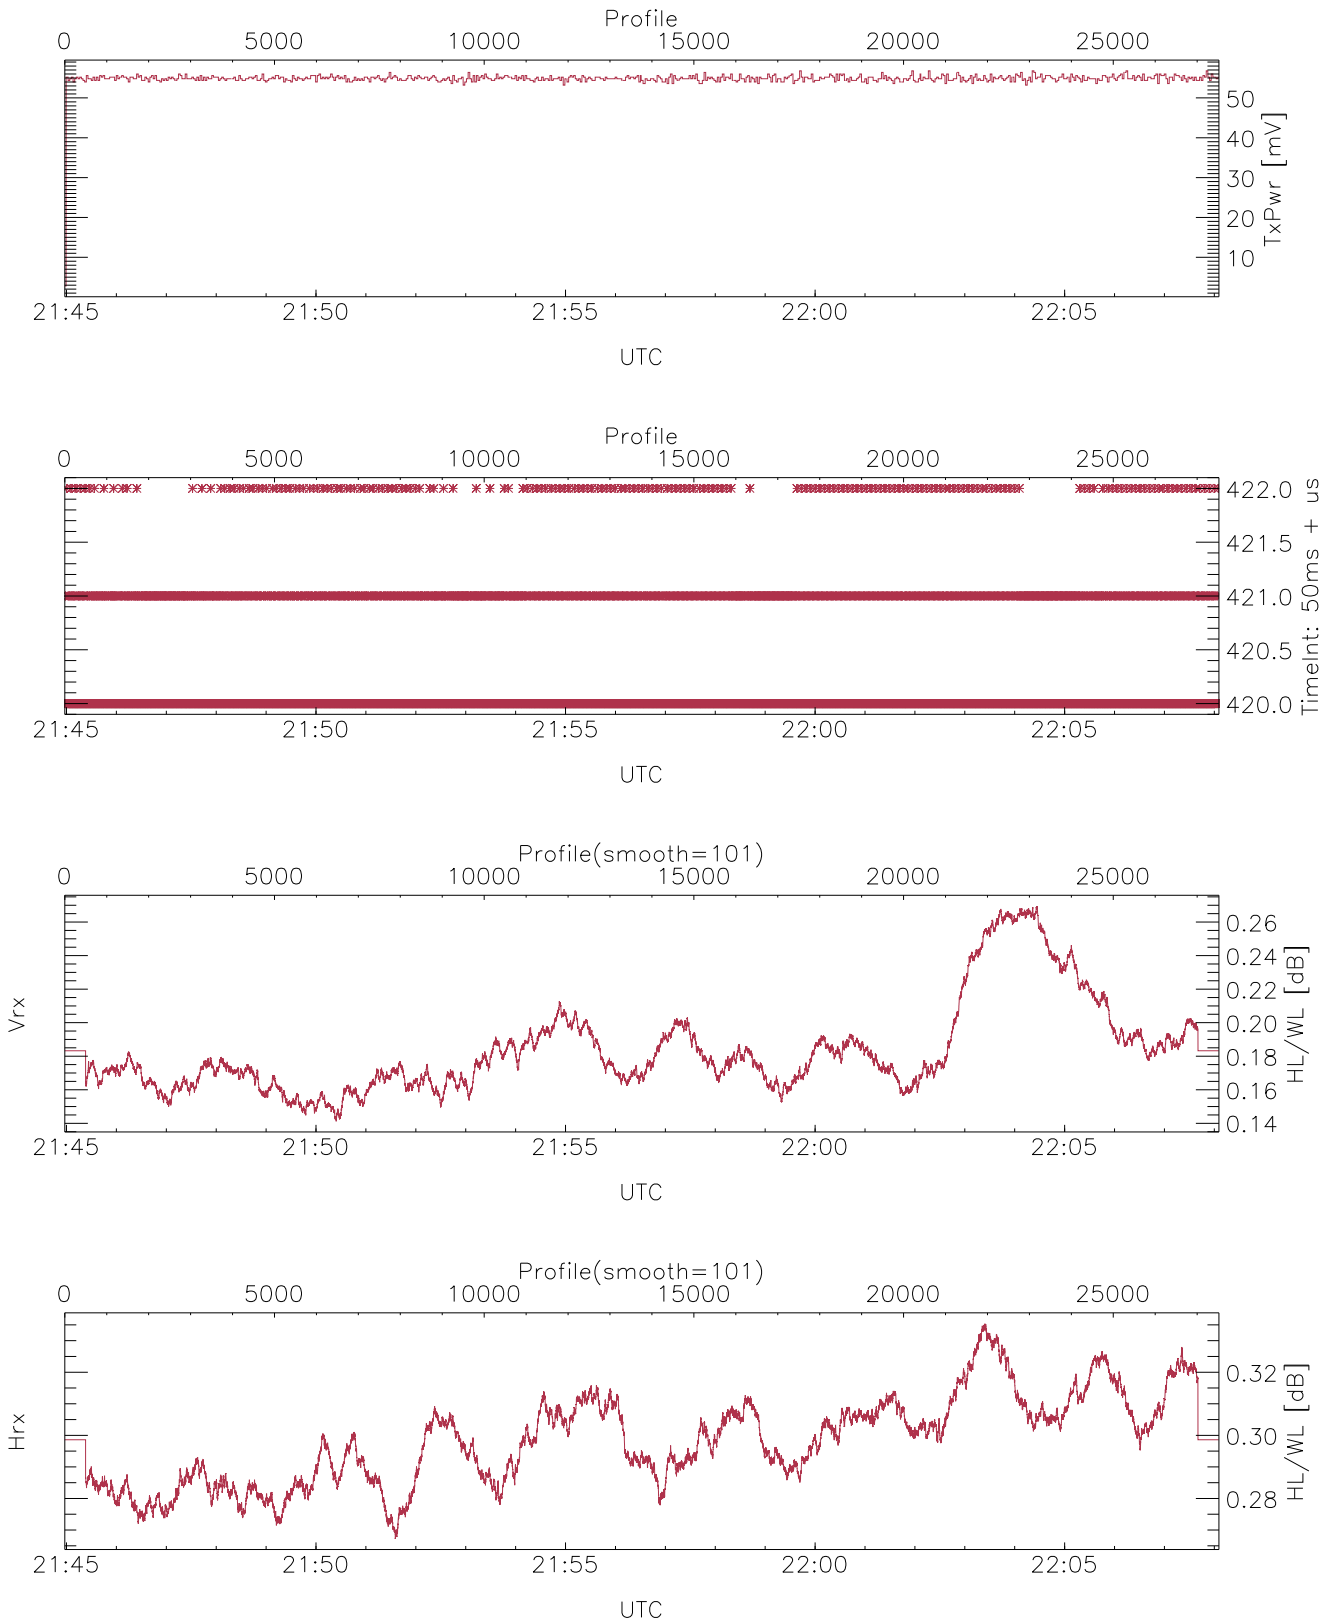 Profile
0 5000 10000 15000 20000 25000
50
40
30
20
10
TxPwr [mV]
21:45 21:50 21:55 22:00 22:05
UTC
Profile
0 5000 10000 15000 20000 25000
422.0
421.5
421.0
420.5
420.0
TimeInt: 50ms + us
21:45 21:50 21:55 22:00 22:05
UTC
Profile(smooth=101)
0 5000 10000 15000 20000 25000
Vrx
0.26
0.24
0.22
0.20
0.18
0.16
0.14
HL/WL [dB]
21:45 21:50 21:55 22:00 22:05
UTC
Profile(smooth=101)
0 5000 10000 15000 20000 25000
Hrx
0.32
0.30
0.28
HL/WL [dB]
21:45 21:50 21:55 22:00 22:05
UTC